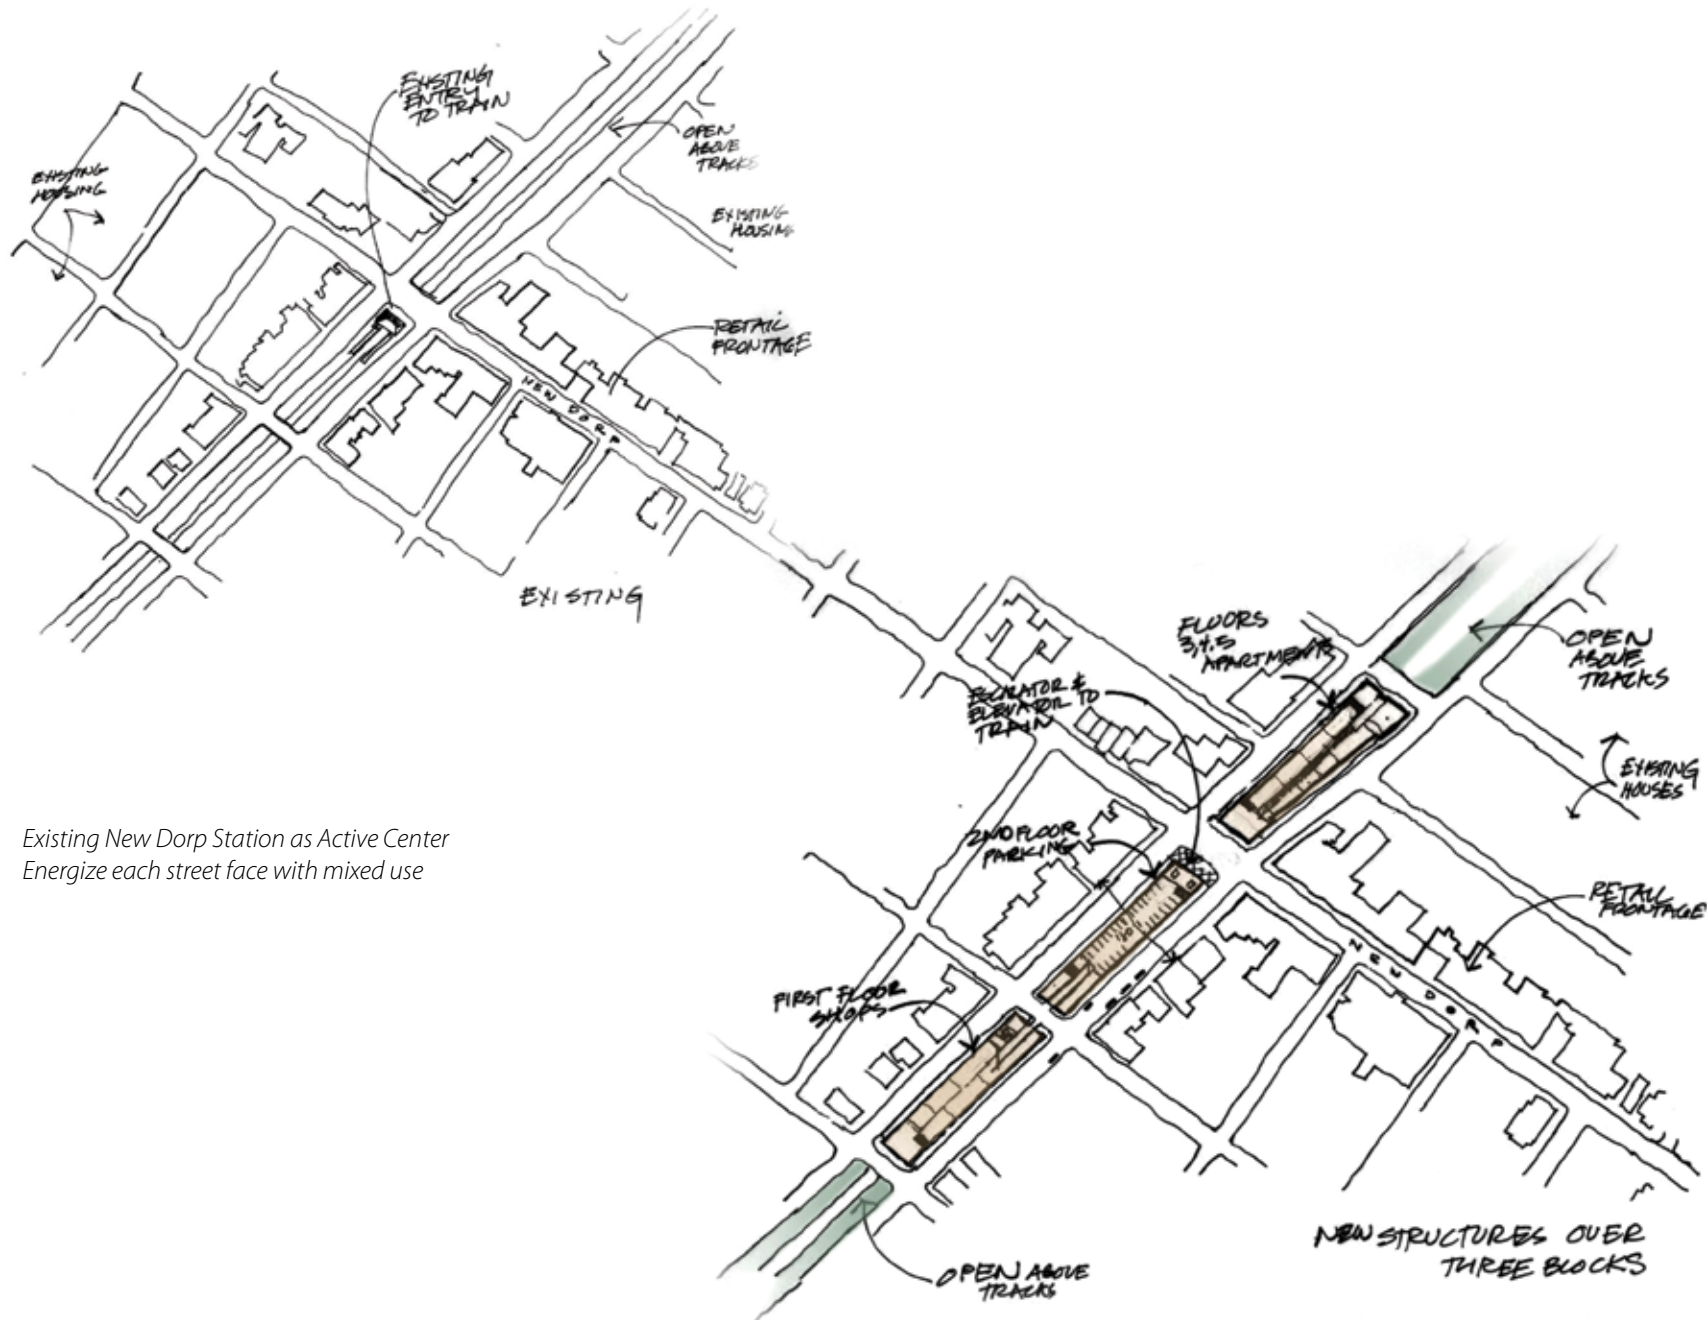 EXISTING
ENTRY
TO TRAIN
OPEN
ABOVE
TRACKS
EXISTING
HOUSING
EXISTING
HOUSING
RETAIL
FRONTAGE
NEW DORP
EXISTING
FLOORS
3,4,5
APARTMENTS
OPEN
ABOVE
TRACKS
ESCALATOR &
ELEVATOR TO
TRAIN
EXISTING
HOUSES
Existing New Dorp Station as Active Center
Energize each street face with mixed use
2ND FLOOR
PARKING
RETAIL
FRONTAGE
NEW DORP
FIRST FLOOR
SHOPS
NEW STRUCTURES OVER
THREE BLOCKS
OPEN ABOVE
TRACKS